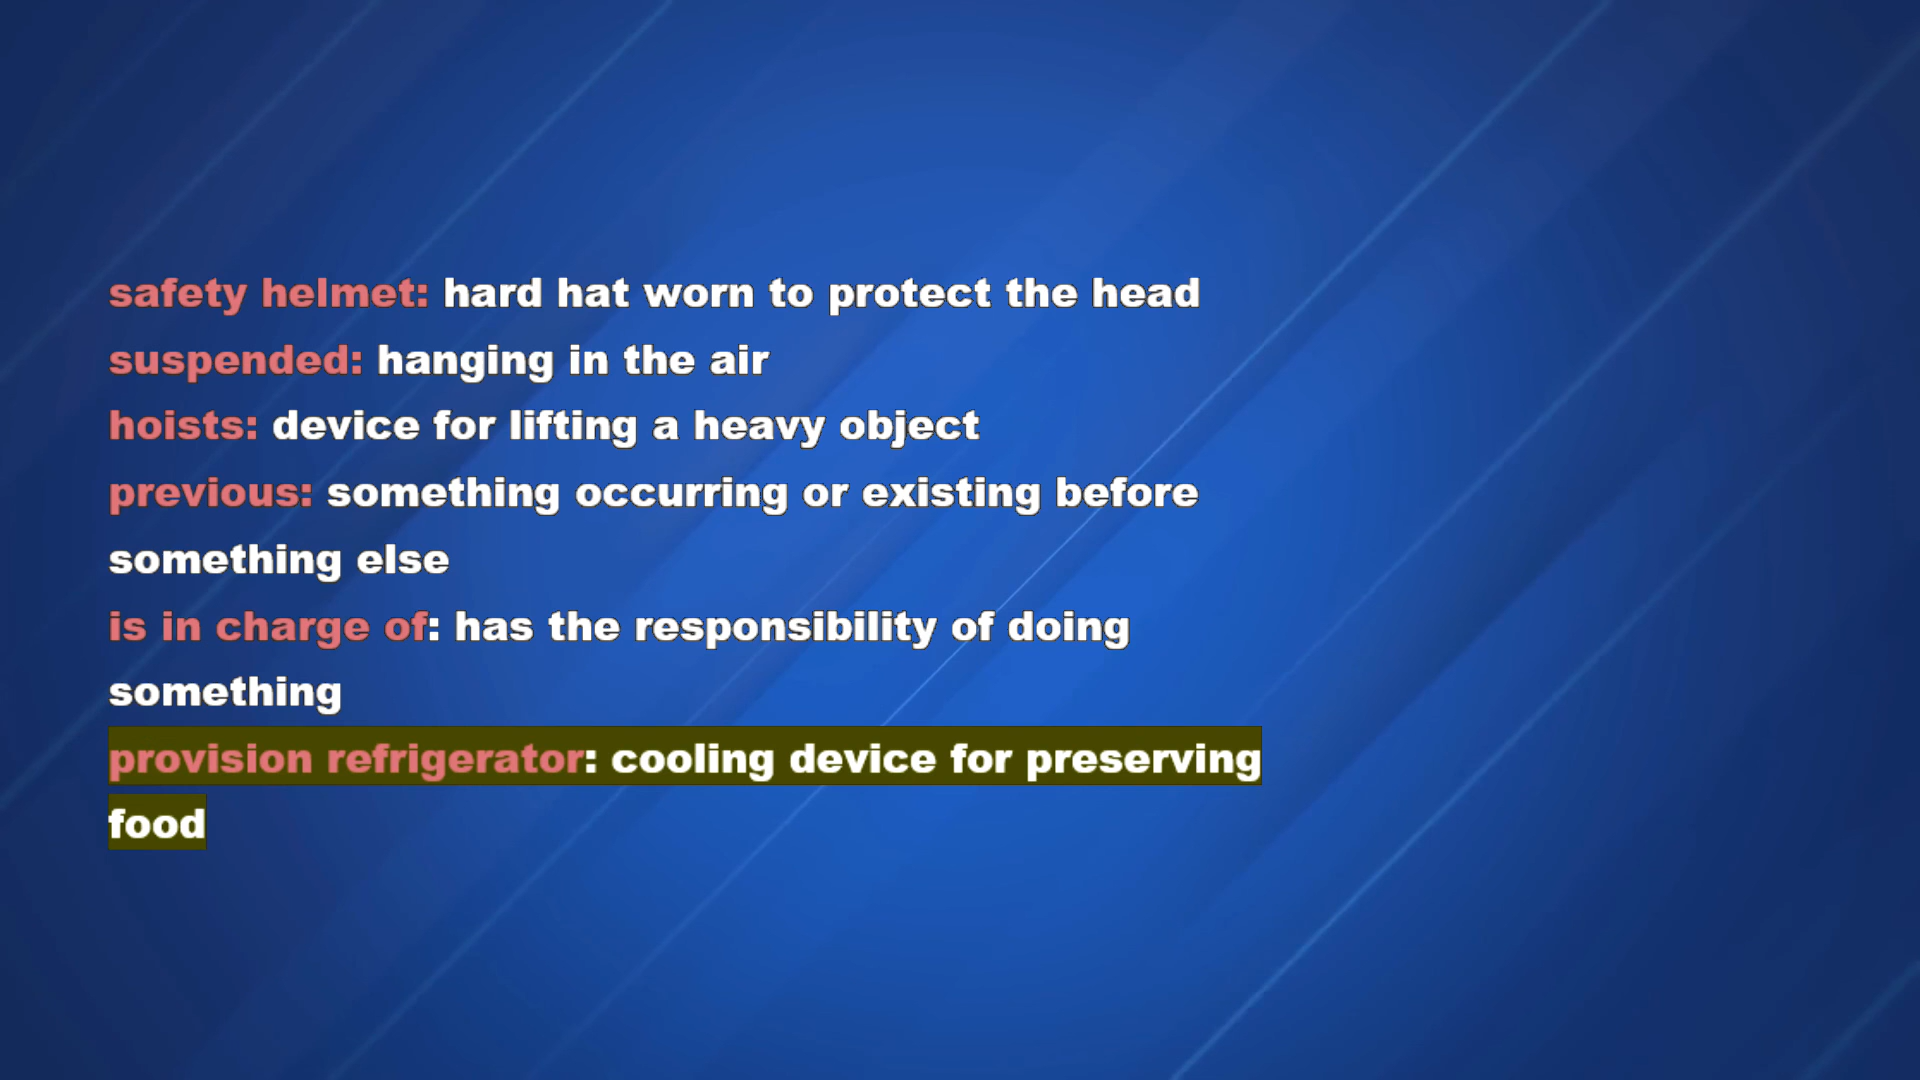 safety helmet: hard hat worn to protect the head
suspended: hanging in the air
hoists: device for lifting a heavy object
previous: something occurring or existing before
something else
is in charge of: has the responsibility of doing
something
provision refrigerator: cooling device for preserving
food